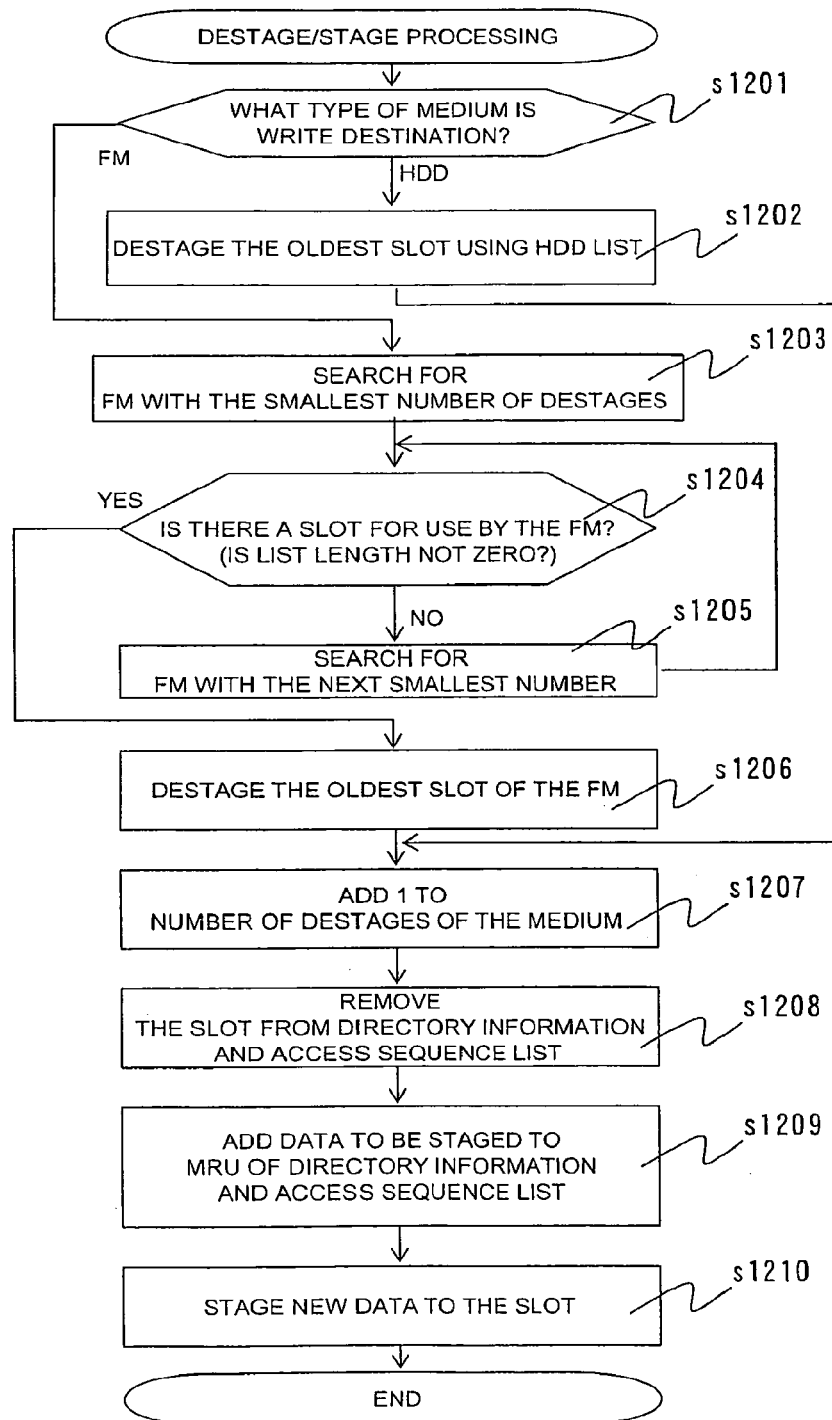 DESTAGE/STAGE PROCESSING
s1201
WHAT TYPE OF MEDIUM IS
WRITE DESTINATION?
FM
HDD
s1202
DESTAGE THE OLDEST SLOT USING HDD LIST
s1203
SEARCH FOR
FM WITH THE SMALLEST NUMBER OF DESTAGES
s1204
YES
IS THERE A SLOT FOR USE BY THE FM?
(IS LIST LENGTH NOT ZERO?)
NO
s1205
SEARCH FOR
FM WITH THE NEXT SMALLEST NUMBER
s1206
DESTAGE THE OLDEST SLOT OF THE FM
s1207
ADD 1 TO
NUMBER OF DESTAGES OF THE MEDIUM
s1208
REMOVE
THE SLOT FROM DIRECTORY INFORMATION
AND ACCESS SEQUENCE LIST
s1209
ADD DATA TO BE STAGED TO
MRU OF DIRECTORY INFORMATION
AND ACCESS SEQUENCE LIST
s1210
STAGE NEW DATA TO THE SLOT
END